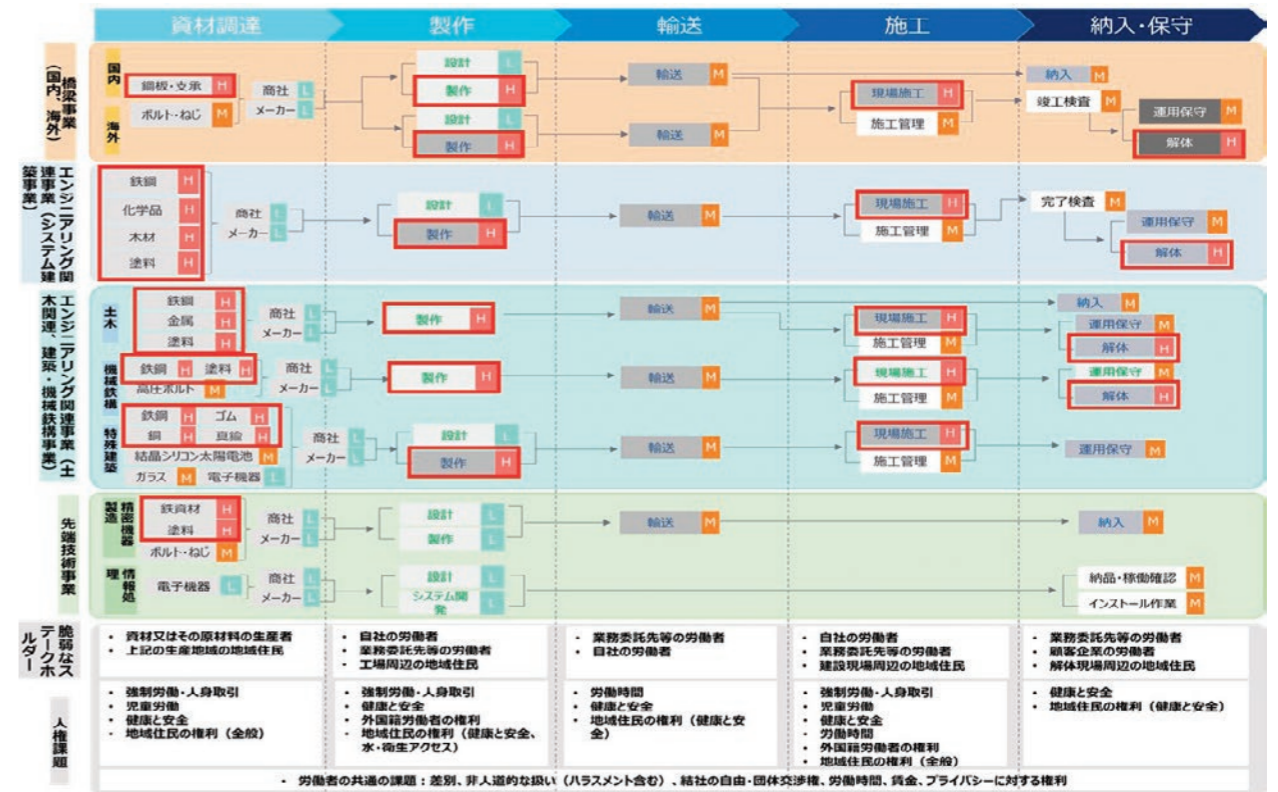 資材調達
製作
輸送
施工
納入・保守
橋梁事業
（国内、海外）
国内
海外
鋼板・支承 H
ボルト・ねじ M
商社 L
メーカー L
設計 L
製作 H
設計 L
製作 H
輸送 M
輸送 M
現場施工 H
施工管理 M
納入 M
竣工検査 M
運用保守 M
解体 H
エンジニアリング関
連事業（システム建
築事業）
鉄鋼 H
化学品 H
木材 H
塗料 H
商社 L
メーカー L
設計 L
製作 H
輸送 M
現場施工 H
施工管理 M
完了検査 M
運用保守 M
解体 H
エンジニアリング関連事業（土
木関連、建築・機械鉄構事業）
土木
鉄鋼 H
金属 H
塗料 H
商社 L
メーカー L
製作 H
輸送 M
現場施工 H
施工管理 M
納入 M
運用保守 M
解体 H
機械鉄構
鉄鋼 H 塗料 H
高圧ボルト M
商社 L
メーカー L
製作 H
輸送 M
現場施工 H
施工管理 M
運用保守 M
解体 H
特殊建築
鉄鋼 H ゴム H
銅 H 真鍮 H
結晶シリコン太陽電池 M
ガラス M 電子機器 L
商社 L
メーカー L
設計 L
製作 H
輸送 M
現場施工 H
施工管理 M
運用保守 M
先端技術事業
精密機器
製造
鉄資材 H
塗料 H
ボルト・ねじ M
商社 L
メーカー L
設計 L
製作 L
輸送 M
納入 M
情報処
理
電子機器 L
商社 L
メーカー L
設計 L
システム開
発 L
納品・稼働確認 M
インストール作業 M
脆弱なス
テークホ
ルダー
・ 資材又はその原材料の生産者
・ 上記の生産地域の地域住民
・ 自社の労働者
・ 業務委託先等の労働者
・ 工場周辺の地域住民
・ 業務委託先等の労働者
・ 自社の労働者
・ 自社の労働者
・ 業務委託先等の労働者
・ 建設現場周辺の地域住民
・ 業務委託先等の労働者
・ 顧客企業の労働者
・ 解体現場周辺の地域住民
人権課題
・ 強制労働・人身取引
・ 児童労働
・ 健康と安全
・ 地域住民の権利（全般）
・ 強制労働・人身取引
・ 健康と安全
・ 外国籍労働者の権利
・ 地域住民の権利（健康と安全、
水・衛生アクセス）
・ 労働時間
・ 健康と安全
・ 地域住民の権利（健康と安
全）
・ 強制労働・人身取引
・ 児童労働
・ 健康と安全
・ 労働時間
・ 外国籍労働者の権利
・ 地域住民の権利（全般）
・ 健康と安全
・ 地域住民の権利（健康と安全）
・ 労働者の共通の課題：差別、非人道的な扱い（ハラスメント含む）、結社の自由・団体交渉権、労働時間、賃金、プライバシーに対する権利